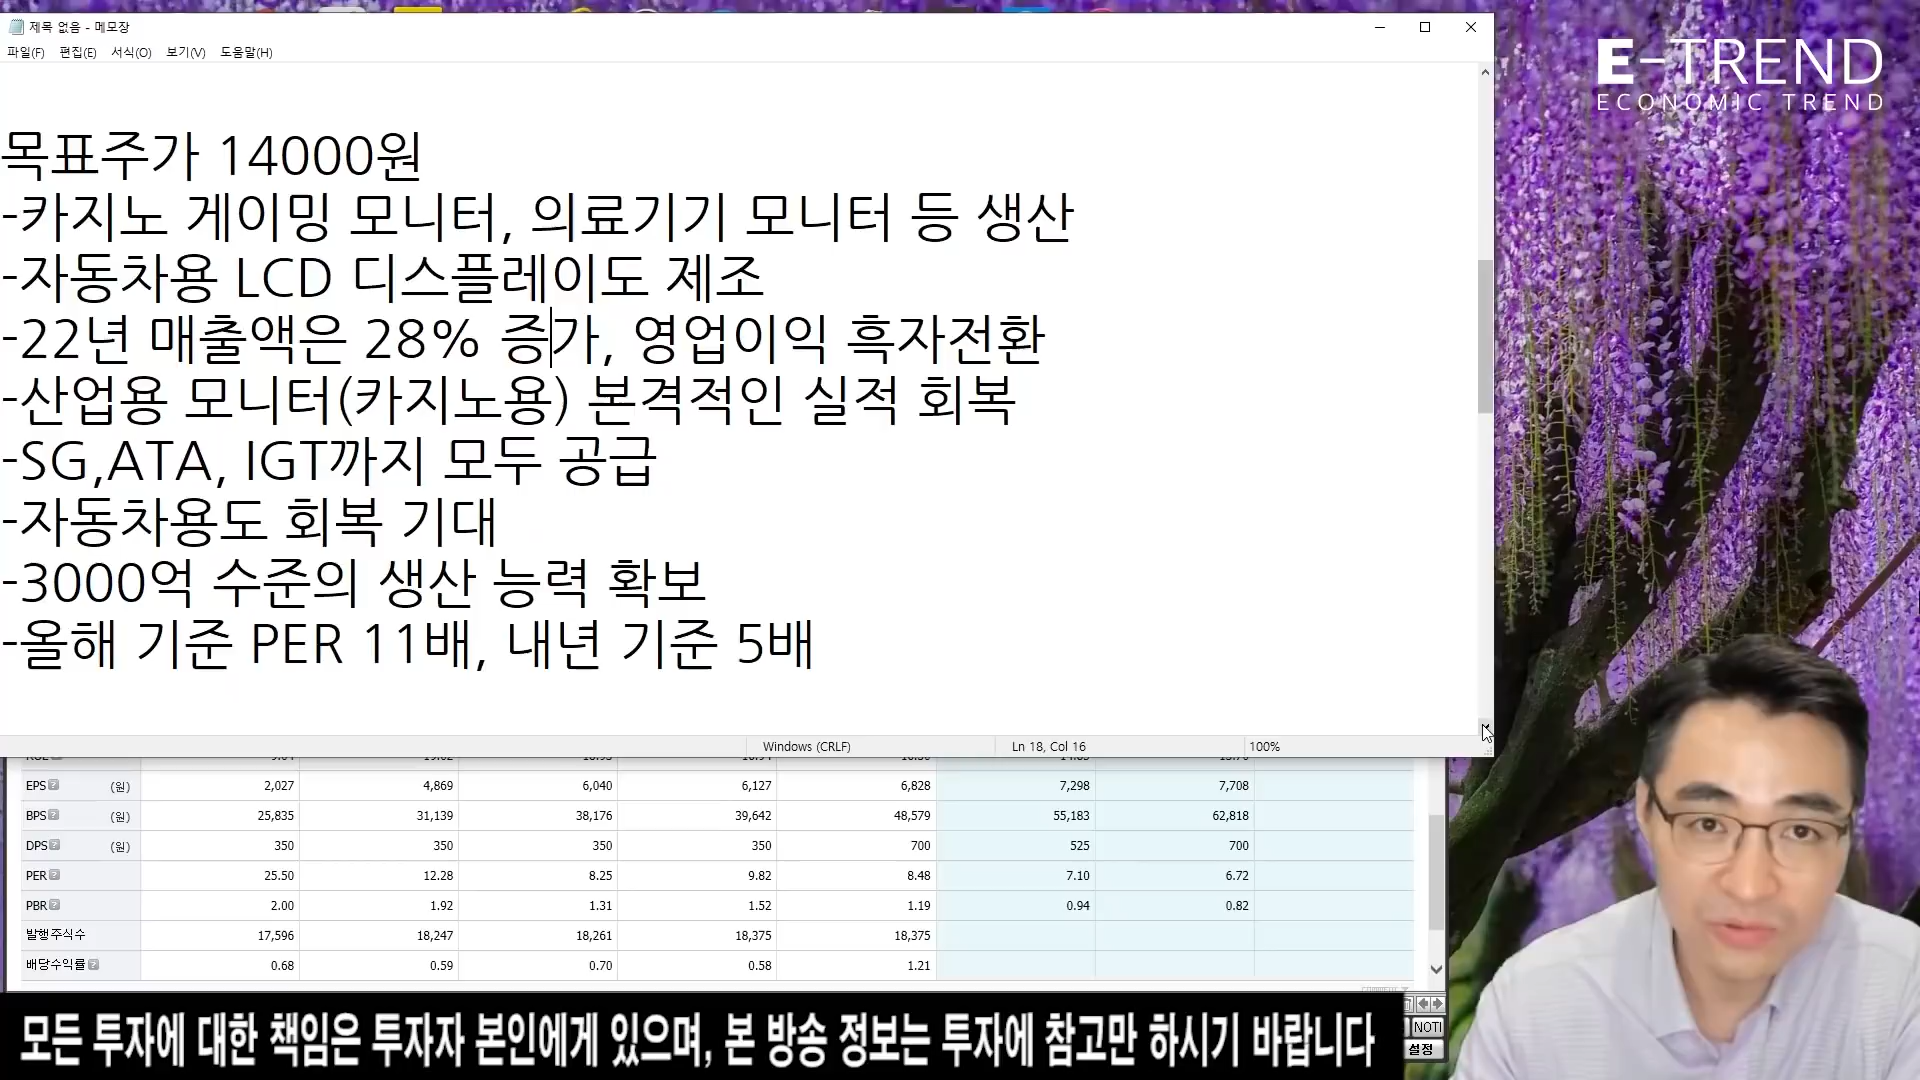 제목 없음 - 메모장
파일(F) 편집(E) 서식(O) 보기(V) 도움말(H)
E-TREND
ECONOMIC TREND
목표주가 14000원
-카지노 게이밍 모니터, 의료기기 모니터 등 생산
-자동차용 LCD 디스플레이도 제조
-22년 매출액은 28% 증가, 영업이익 흑자전환
-산업용 모니터(카지노용) 본격적인 실적 회복
-SG,ATA, IGT까지 모두 공급
-자동차용도 회복 기대
-3000억 수준의 생산 능력 확보
-올해 기준 PER 11배, 내년 기준 5배
Windows (CRLF) Ln 18, Col 16 100%
EPS (원) 2,027 4,869 6,040 6,127 6,828 7,298 7,708
BPS (원) 25,835 31,139 38,176 39,642 48,579 55,183 62,818
DPS (원) 350 350 350 350 700 525 700
PER 25.50 12.28 8.25 9.82 8.48 7.10 6.72
PBR 2.00 1.92 1.31 1.52 1.19 0.94 0.82
발행주식수 17,596 18,247 18,261 18,375 18,375
배당수익률 0.68 0.59 0.70 0.58 1.21
NOTI
설정
모든 투자에 대한 책임은 투자자 본인에게 있으며, 본 방송 정보는 투자에 참고만 하시기 바랍니다